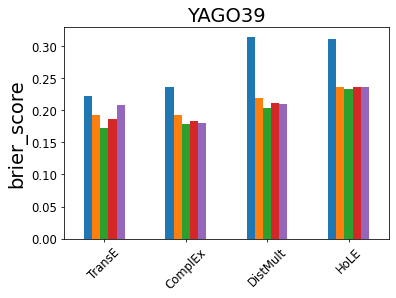 YAGO39
brier_score
0.30
0.25
0.20
0.15
0.10
0.05
0.00
TransE
ComplEx
DistMult
HoLE